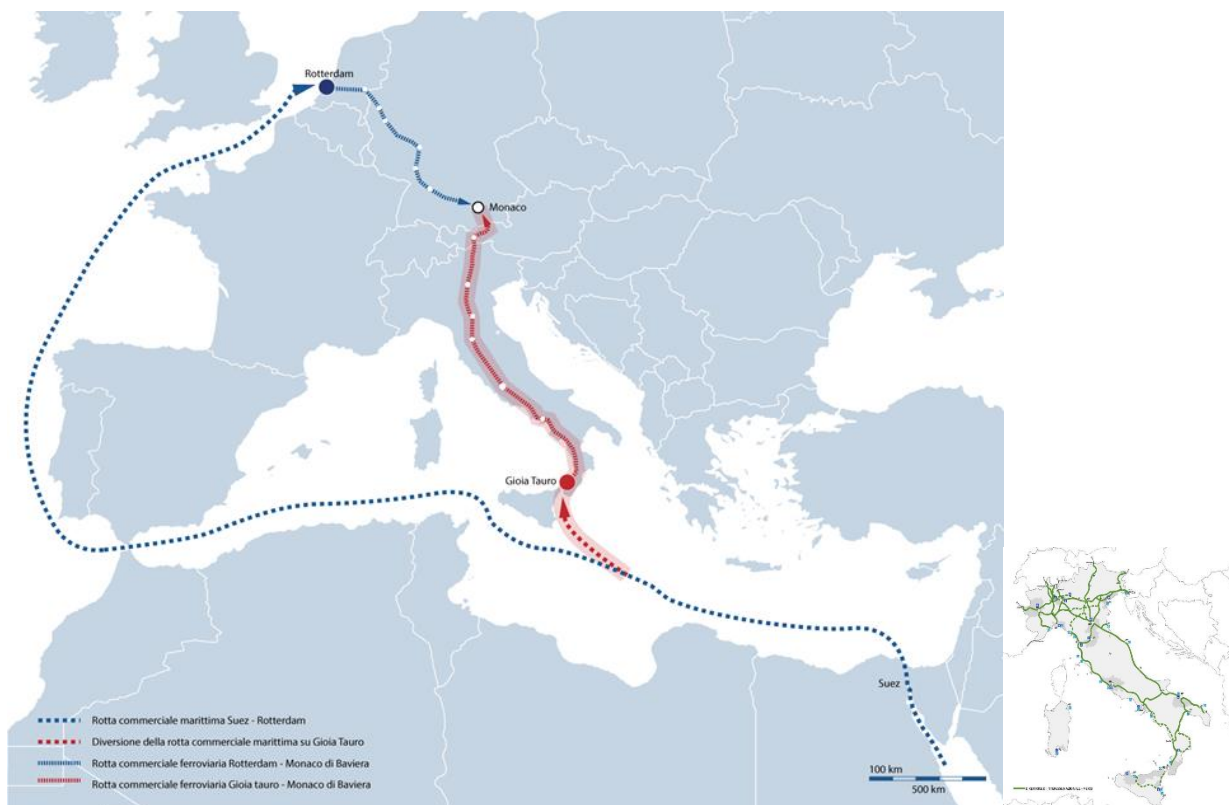 Rotterdam
Monaco
Gioia Tauro
Suez
Rotta commerciale marittima Suez - Rotterdam
Diversione della rotta commerciale marittima su Gioia Tauro
Rotta commerciale ferroviaria Rotterdam - Monaco di Baviera
Rotta commerciale ferroviaria Gioia tauro - Monaco di Baviera
100 km
500 km